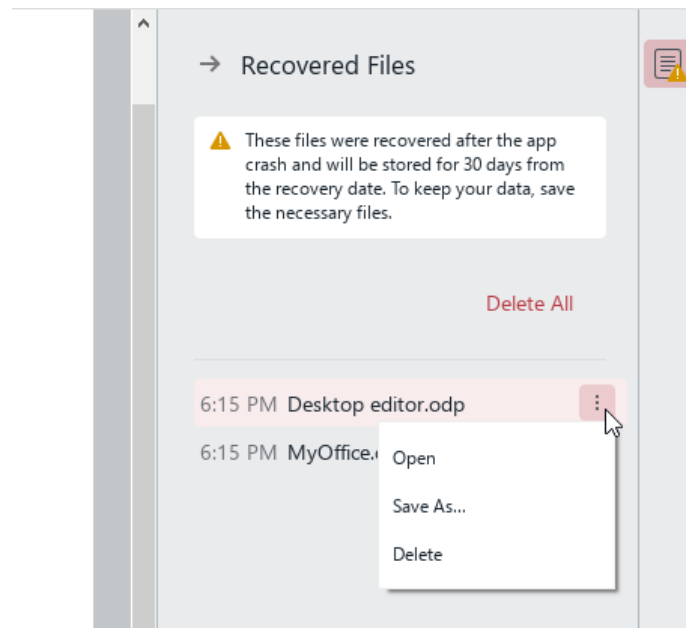 Recovered Files
These files were recovered after the app
crash and will be stored for 30 days from
the recovery date. To keep your data, save
the necessary files.
Delete All
6:15 PM Desktop editor.odp
6:15 PM MyOffice.
Open
Save As...
Delete